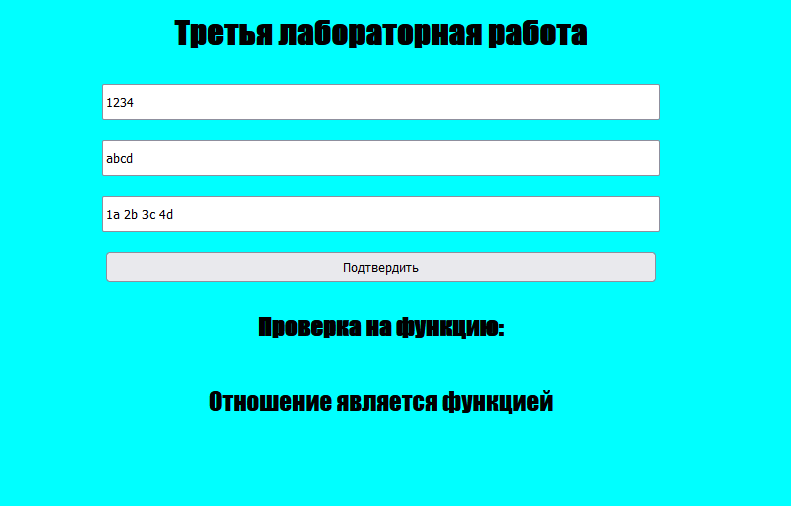 Третья лабораторная работа
1234
abcd
1a 2b 3c 4d
Подтвердить
Проверка на функцию:
Отношение является функцией